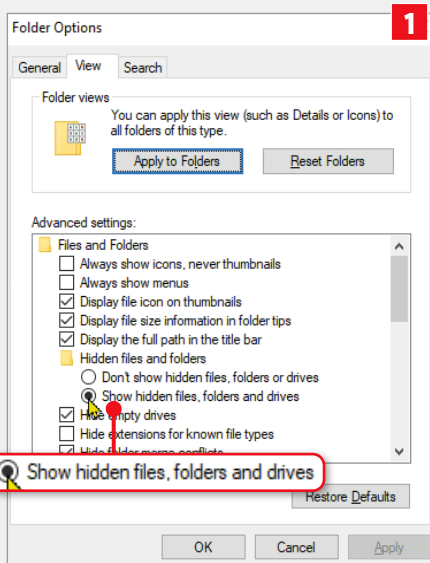 Folder Options
1
General View Search
Folder views
You can apply this view (such as Details or Icons) to
all folders of this type.
Apply to Folders Reset Folders
Advanced settings:
Files and Folders
Always show icons, never thumbnails
Always show menus
Display file icon on thumbnails
Display file size information in folder tips
Display the full path in the title bar
Hidden files and folders
Don't show hidden files, folders or drives
Show hidden files, folders and drives
Hide empty drives
Hide extensions for known file types
Hide folder merge conflicts
Show hidden files, folders and drives
Restore Defaults
OK Cancel Apply